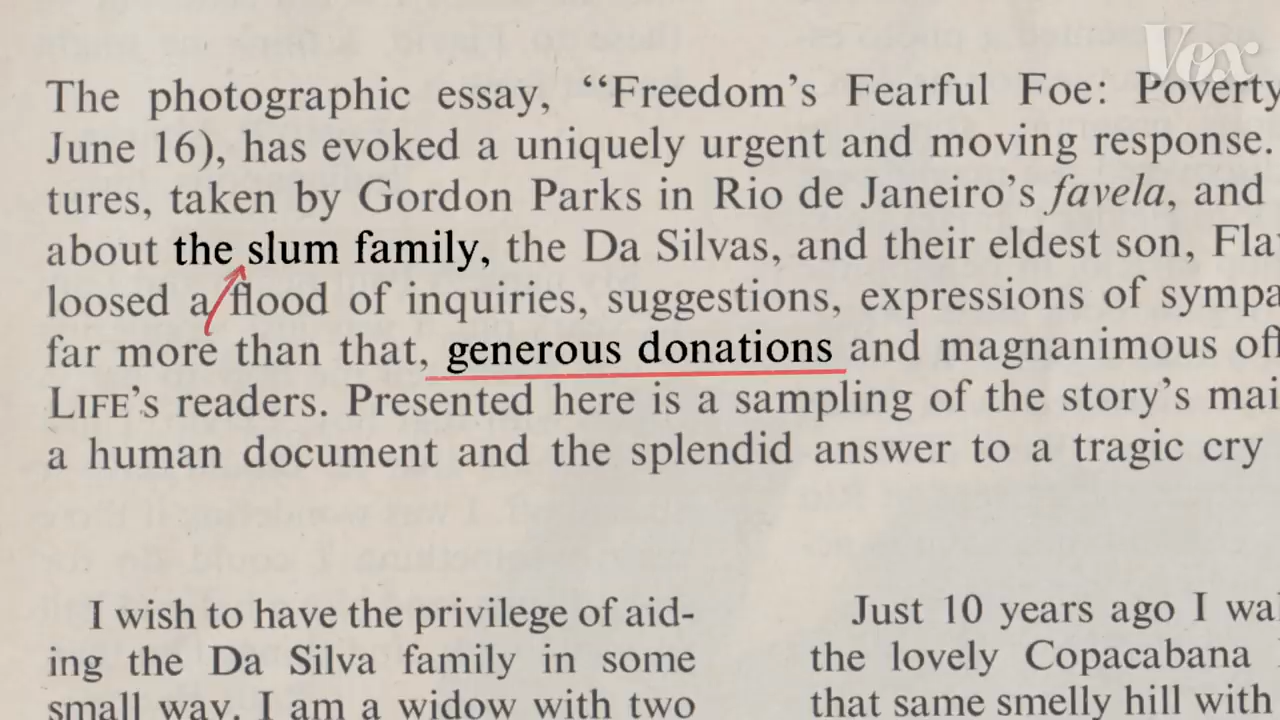 Vox
The photographic essay, “Freedom’s Fearful Foe: Poverty
June 16), has evoked a uniquely urgent and moving response.
tures, taken by Gordon Parks in Rio de Janeiro’s favela, and
about the slum family, the Da Silvas, and their eldest son, Fla
loosed a flood of inquiries, suggestions, expressions of sympa
far more than that, generous donations and magnanimous off
LIFE’s readers. Presented here is a sampling of the story’s mai
a human document and the splendid answer to a tragic cry
I wish to have the privilege of aid-
ing the Da Silva family in some
small way. I am a widow with two
Just 10 years ago I wa
the lovely Copacabana
that same smelly hill with